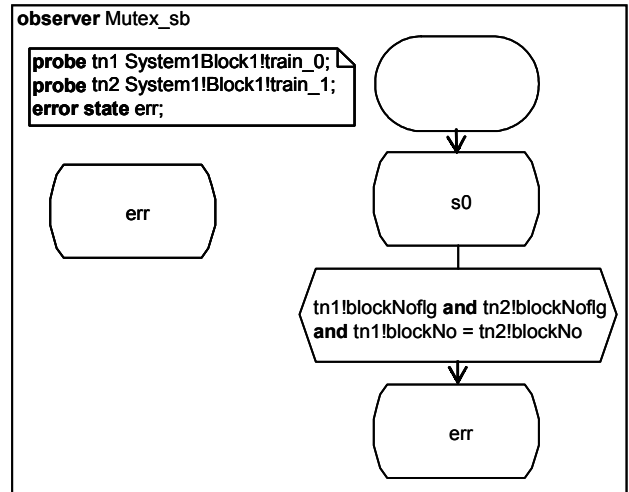 observer Mutex_sb
probe tn1 System1Block1!train_0;
probe tn2 System1!Block1!train_1;
error state err;
err
s0
tn1!blockNoflg and tn2!blockNoflg
and tn1!blockNo = tn2!blockNo
err